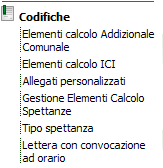 Codifiche
Elementi calcolo Addizionale
Comunale
Elementi calcolo ICI
Allegati personalizzati
Gestione Elementi Calcolo
Spettanze
Tipo spettanza
Lettera con convocazione
ad orario